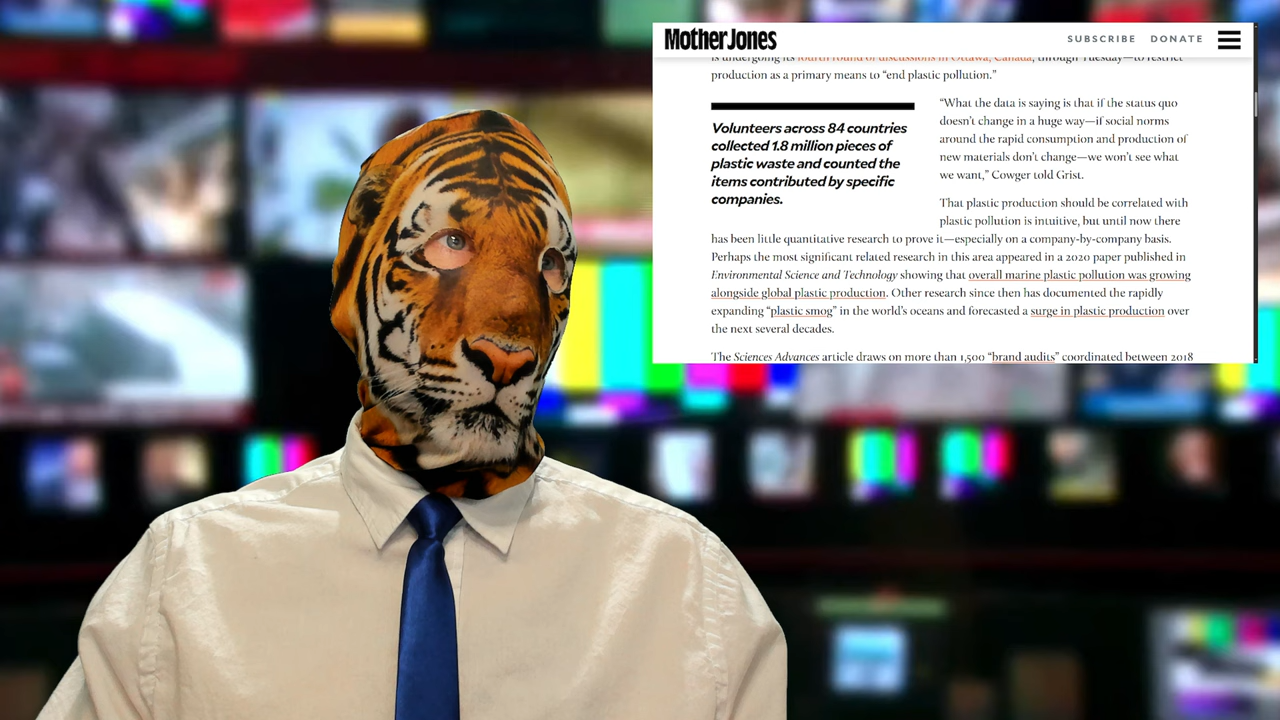 Mother Jones
SUBSCRIBE DONATE
is undergoing its fourth round of discussions in Ottawa, Canada, through Tuesday—to restrict
production as a primary means to “end plastic pollution.”
Volunteers across 84 countries
collected 1.8 million pieces of
plastic waste and counted the
items contributed by specific
companies.
“What the data is saying is that if the status quo
doesn’t change in a huge way—if social norms
around the rapid consumption and production of
new materials don’t change—we won’t see what
we want,” Cowger told Grist.
That plastic production should be correlated with
plastic pollution is intuitive, but until now there
has been little quantitative research to prove it—especially on a company-by-company basis.
Perhaps the most significant related research in this area appeared in a 2020 paper published in
Environmental Science and Technology showing that overall marine plastic pollution was growing
alongside global plastic production. Other research since then has documented the rapidly
expanding “plastic smog” in the world’s oceans and forecasted a surge in plastic production over
the next several decades.
The Sciences Advances article draws on more than 1,500 “brand audits” coordinated between 2018